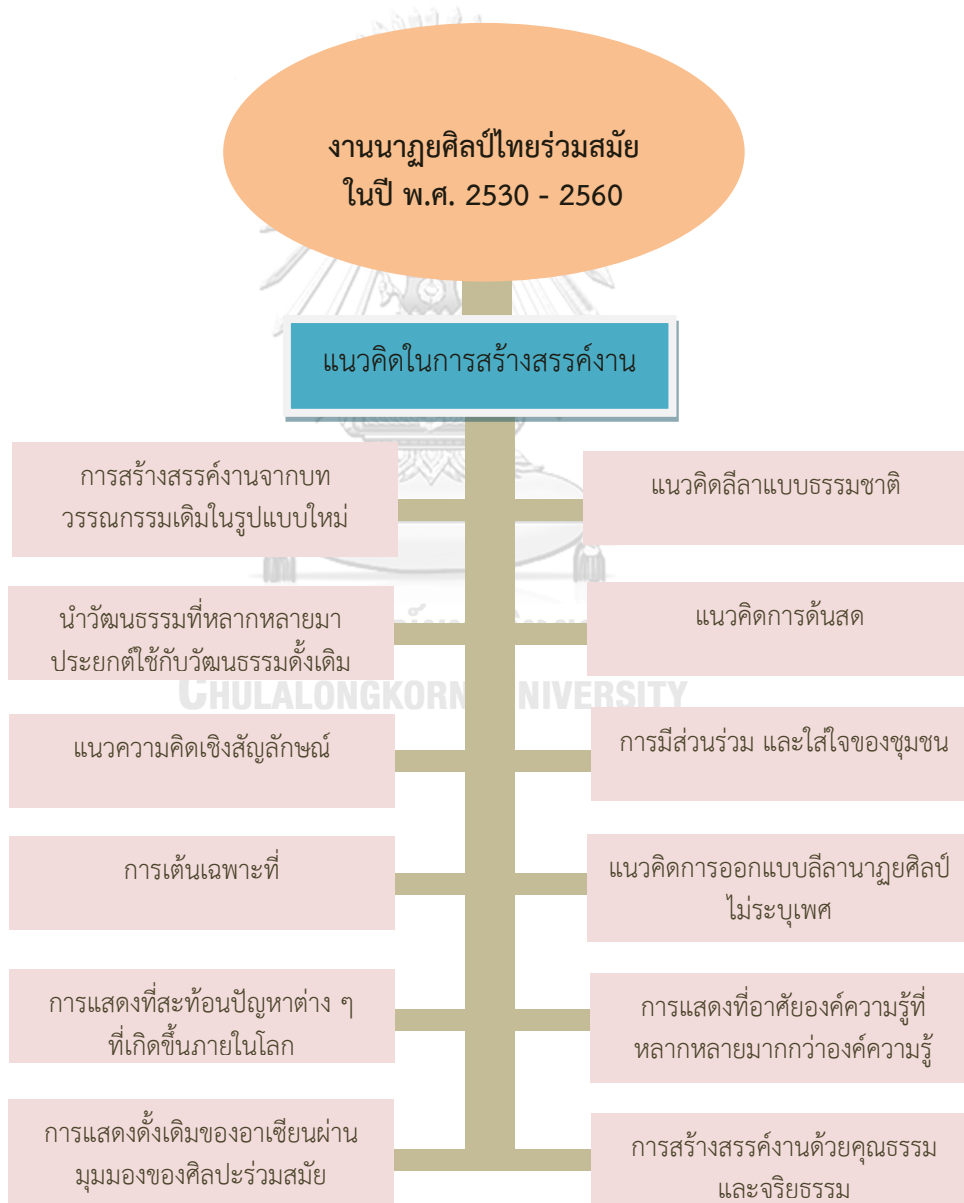 งานนาฏยศิลป์ไทยร่วมสมัย
ในปี พ.ศ. 2530 - 2560
แนวคิดในการสร้างสรรค์งาน
การสร้างสรรค์งานจากบท
วรรณกรรมเดิมในรูปแบบใหม่
แนวคิดลีลาแบบธรรมชาติ
นำวัฒนธรรมที่หลากหลายมา
ประยุกต์ใช้กับวัฒนธรรมดั้งเดิม
แนวคิดการด้นสด
CHULALONGKORN UNIVERSITY
แนวความคิดเชิงสัญลักษณ์
การมีส่วนร่วม และใส่ใจของชุมชน
การเต้นเฉพาะที่
แนวคิดการออกแบบลีลานาฏยศิลป์
ไม่ระบุเพศ
การแสดงที่สะท้อนปัญหาต่าง ๆ
ที่เกิดขึ้นภายในโลก
การแสดงที่อาศัยองค์ความรู้ที่
หลากหลายมากกว่าองค์ความรู้
การแสดงดั้งเดิมของอาเซียนผ่าน
มุมมองของศิลปะร่วมสมัย
การสร้างสรรค์งานด้วยคุณธรรม
และจริยธรรม